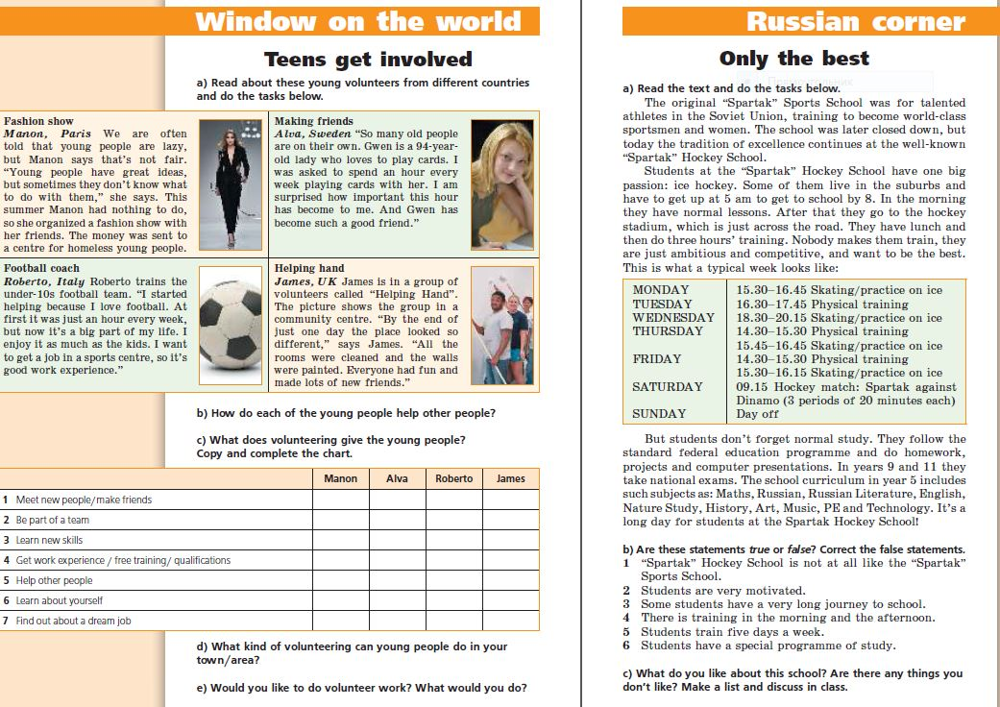 Window on the world
Teens get involved
a) Read about these young volunteers from different countries
and do the tasks below.
Fashion show
Manon, Paris We are often
told that young people are lazy,
but Manon says that's not fair.
“Young people have great ideas,
but sometimes they don't know what
to do with them,” she says. This
summer Manon had nothing to do,
so she organized a fashion show with
her friends. The money was sent to
a centre for homeless young people.
Making friends
Alva, Sweden “So many old people
are on their own. Gwen is a 94-year-
old lady who loves to play cards. I
was asked to spend an hour every
week playing cards with her. I am
surprised how important this hour
has become to me. And Gwen has
become such a good friend.”
Football coach
Roberto, Italy Roberto trains the
under-10s football team. “I started
helping because I love football. At
first it was just an hour every week,
but now it's a big part of my life. I
enjoy it as much as the kids. I want
to get a job in a sports centre, so it's
good work experience.”
Helping hand
James, UK James is in a group of
volunteers called “Helping Hand”.
The picture shows the group in a
community centre. “By the end of
just one day the place looked so
different,” says James. “All the
rooms were cleaned and the walls
were painted. Everyone had fun and
made lots of new friends.”
b) How do each of the young people help other people?
c) What does volunteering give the young people?
Copy and complete the chart.
Manon Alva Roberto James
1 Meet new people/make friends
2 Be part of a team
3 Learn new skills
4 Get work experience / free training/ qualifications
5 Help other people
6 Learn about yourself
7 Find out about a dream job
d) What kind of volunteering can young people do in your
town/area?
e) Would you like to do volunteer work? What would you do?
Russian corner
Only the best
a) Read the text and do the tasks below.
The original “Spartak” Sports School was for talented
athletes in the Soviet Union, training to become world-class
sportsmen and women. The school was later closed down, but
today the tradition of excellence continues at the well-known
“Spartak” Hockey School.
Students at the “Spartak” Hockey School have one big
passion: ice hockey. Some of them live in the suburbs and
have to get up at 5 am to get to school by 8. In the morning
they have normal lessons. After that they go to the hockey
stadium, which is just across the road. They have lunch and
then do three hours' training. Nobody makes them train, they
are just ambitious and competitive, and want to be the best.
This is what a typical week looks like:
MONDAY 15.30–16.45 Skating/practice on ice
TUESDAY 16.30–17.45 Physical training
WEDNESDAY 18.30–20.15 Skating/practice on ice
THURSDAY 14.30–15.30 Physical training
15.45–16.45 Skating/practice on ice
FRIDAY 14.30–15.30 Physical training
15.30–16.15 Skating/practice on ice
SATURDAY 09.15 Hockey match: Spartak against
Dinamo (3 periods of 20 minutes each)
SUNDAY Day off
But students don't forget normal study. They follow the
standard federal education programme and do homework,
projects and computer presentations. In years 9 and 11 they
take national exams. The school curriculum in year 5 includes
such subjects as: Maths, Russian, Russian Literature, English,
Nature Study, History, Art, Music, PE and Technology. It's a
long day for students at the Spartak Hockey School!
b) Are these statements true or false? Correct the false statements.
1 “Spartak” Hockey School is not at all like the “Spartak”
Sports School.
2 Students are very motivated.
3 Some students have a very long journey to school.
4 There is training in the morning and the afternoon.
5 Students train five days a week.
6 Students have a special programme of study.
c) What do you like about this school? Are there any things you
don't like? Make a list and discuss in class.